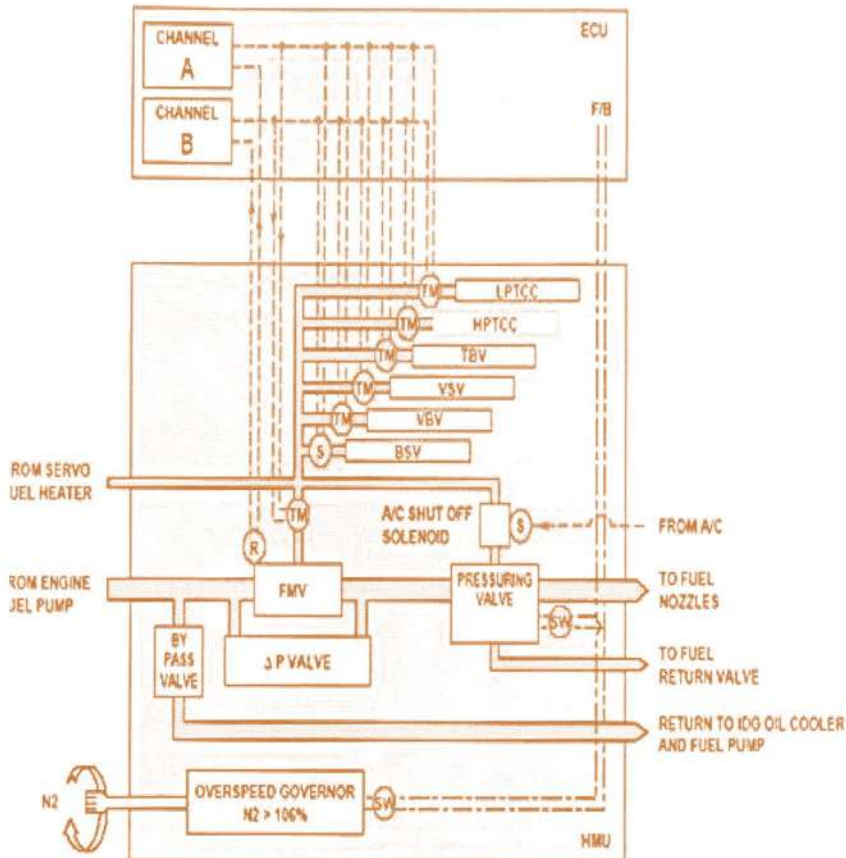 CHANNEL
A
ECU
CHANNEL
B
F/B
TM
LPTCC
TM
HPTCC
TM
TBV
TM
VSV
TM
VBV
S
BSV
ROM SERVO
UEL HEATER
TM
A/C SHUT OFF
SOLENOID
S
FROM A/C
R
ROM ENGINE
UEL PUMP
FMV
PRESSURING
VALVE
TO FUEL
NOZZLES
SW
BY
PASS
VALVE
Δ P VALVE
TO FUEL
RETURN VALVE
RETURN TO IDG OIL COOLER
AND FUEL PUMP
N2
OVERSPEED GOVERNOR
N2 > 106%
SW
HMU